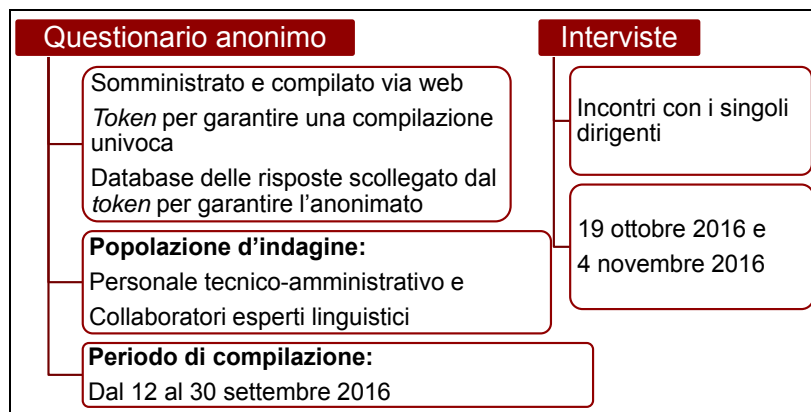 Questionario anonimo
Somministrato e compilato via web
Token per garantire una compilazione
univoca
Database delle risposte scollegato dal
token per garantire l'anonimato
Popolazione d'indagine:
Personale tecnico-amministrativo e
Collaboratori esperti linguistici
Periodo di compilazione:
Dal 12 al 30 settembre 2016
Interviste
Incontri con i singoli
dirigenti
19 ottobre 2016 e
4 novembre 2016